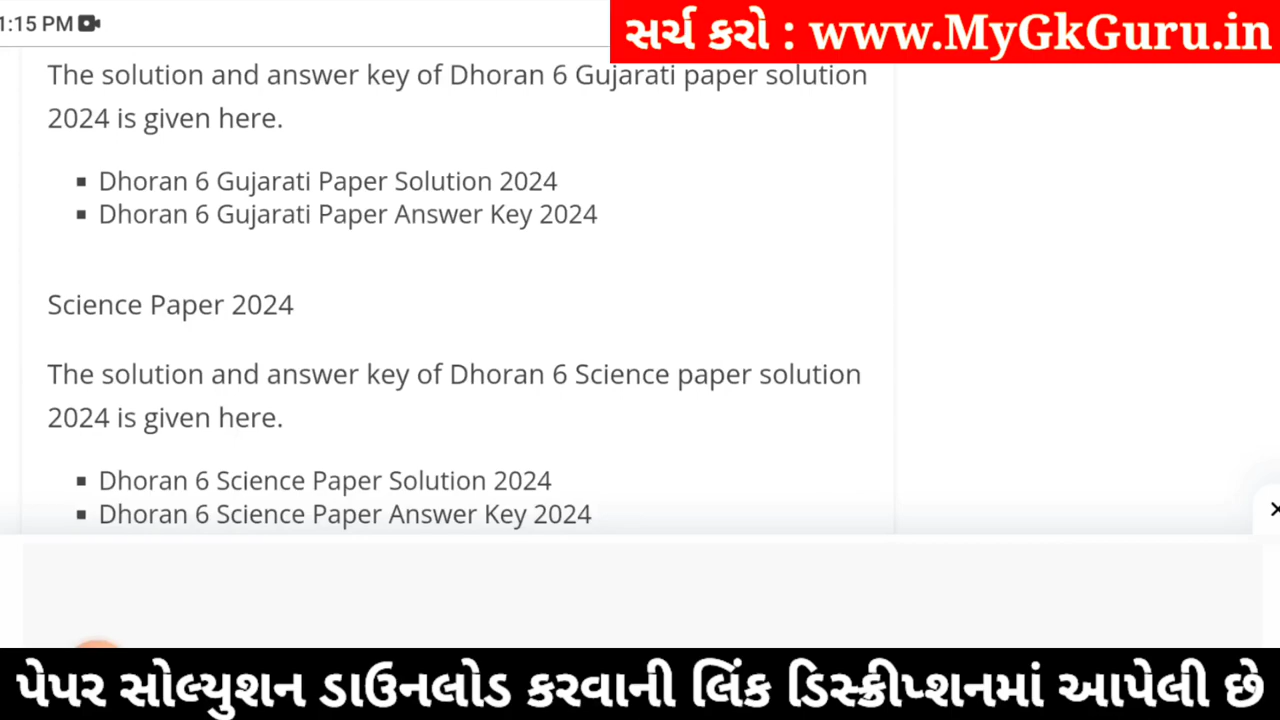 1:15 PM
સર્ચ કરો : www.MyGkGuru.in
The solution and answer key of Dhoran 6 Gujarati paper solution
2024 is given here.
▪ Dhoran 6 Gujarati Paper Solution 2024
▪ Dhoran 6 Gujarati Paper Answer Key 2024
Science Paper 2024
The solution and answer key of Dhoran 6 Science paper solution
2024 is given here.
▪ Dhoran 6 Science Paper Solution 2024
▪ Dhoran 6 Science Paper Answer Key 2024
પેપર સોલ્યુશન ડાઉનલોડ કરવાની લિંક ડિસ્ક્રીપ્શનમાં આપેલી છે